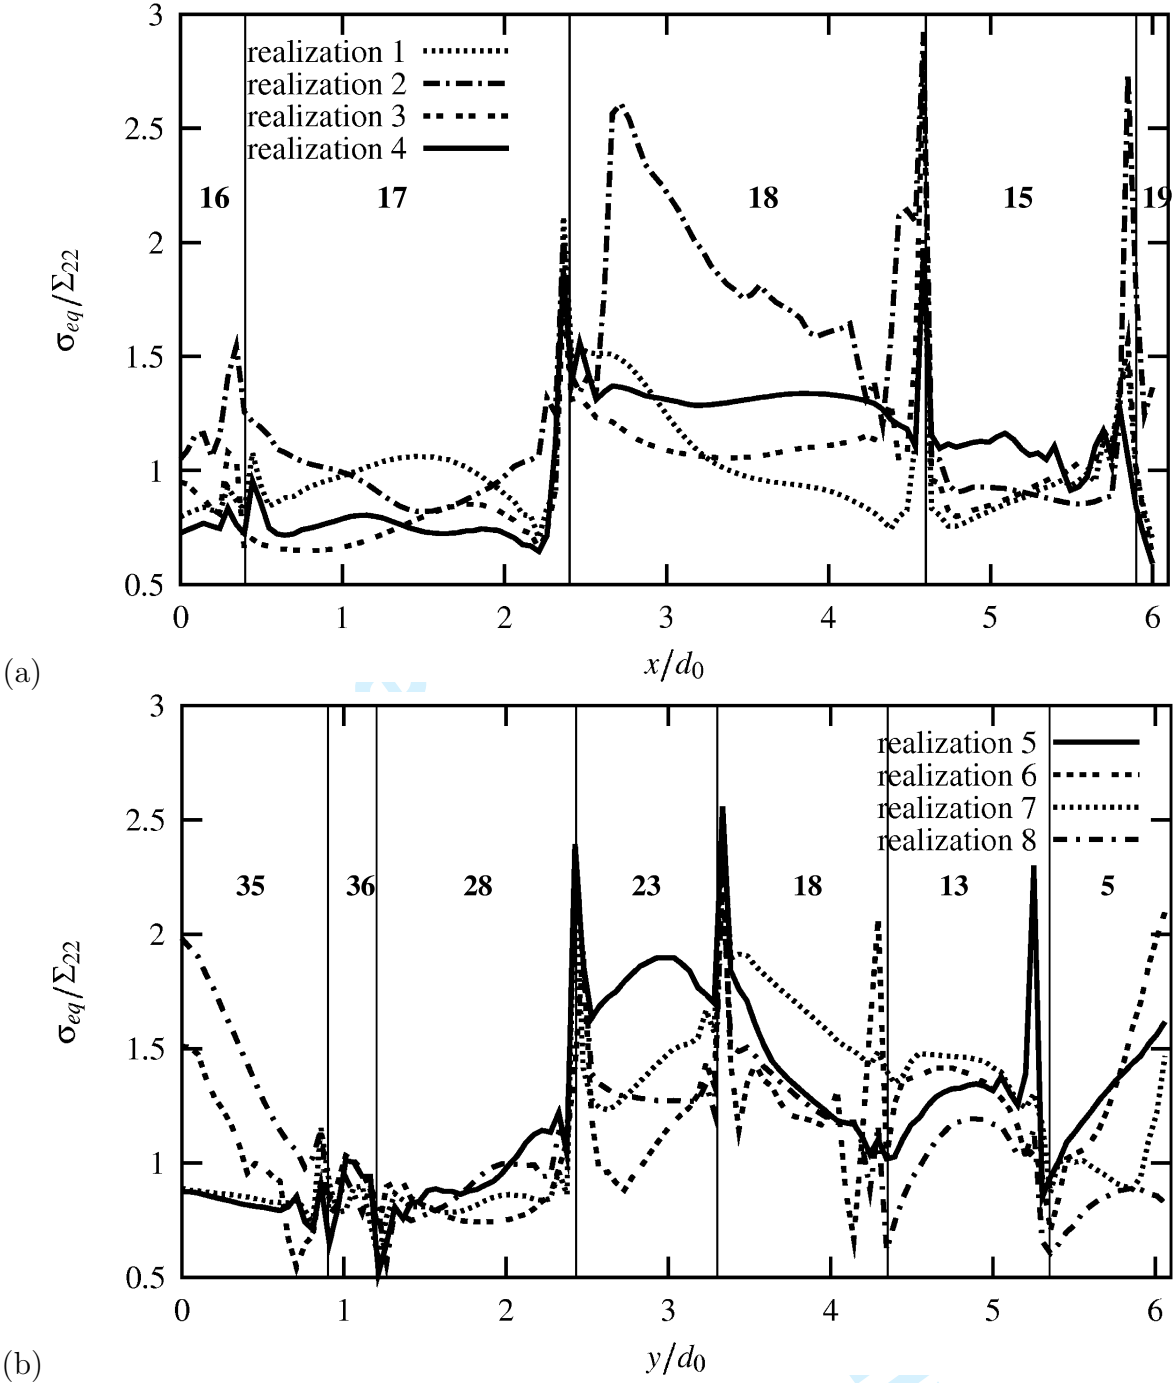 3
2.5
2
1.5
1
0.5
σeq/Σ22
realization 1
realization 2
realization 3
realization 4
16 17 18 15 19
0 1 2 3 4 5 6
x/d0
(a)
3
2.5
2
1.5
1
0.5
σeq/Σ22
realization 5
realization 6
realization 7
realization 8
35 36 28 23 18 13 5
0 1 2 3 4 5 6
y/d0
(b)